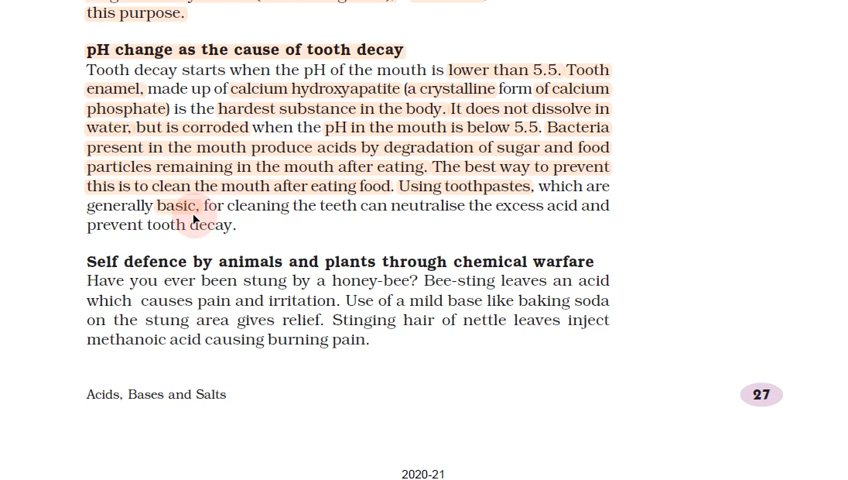 this purpose.
pH change as the cause of tooth decay
Tooth decay starts when the pH of the mouth is lower than 5.5. Tooth
enamel, made up of calcium hydroxyapatite (a crystalline form of calcium
phosphate) is the hardest substance in the body. It does not dissolve in
water, but is corroded when the pH in the mouth is below 5.5. Bacteria
present in the mouth produce acids by degradation of sugar and food
particles remaining in the mouth after eating. The best way to prevent
this is to clean the mouth after eating food. Using toothpastes, which are
generally basic, for cleaning the teeth can neutralise the excess acid and
prevent tooth decay.
Self defence by animals and plants through chemical warfare
Have you ever been stung by a honey-bee? Bee-sting leaves an acid
which causes pain and irritation. Use of a mild base like baking soda
on the stung area gives relief. Stinging hair of nettle leaves inject
methanoic acid causing burning pain.
Acids, Bases and Salts
27
2020-21